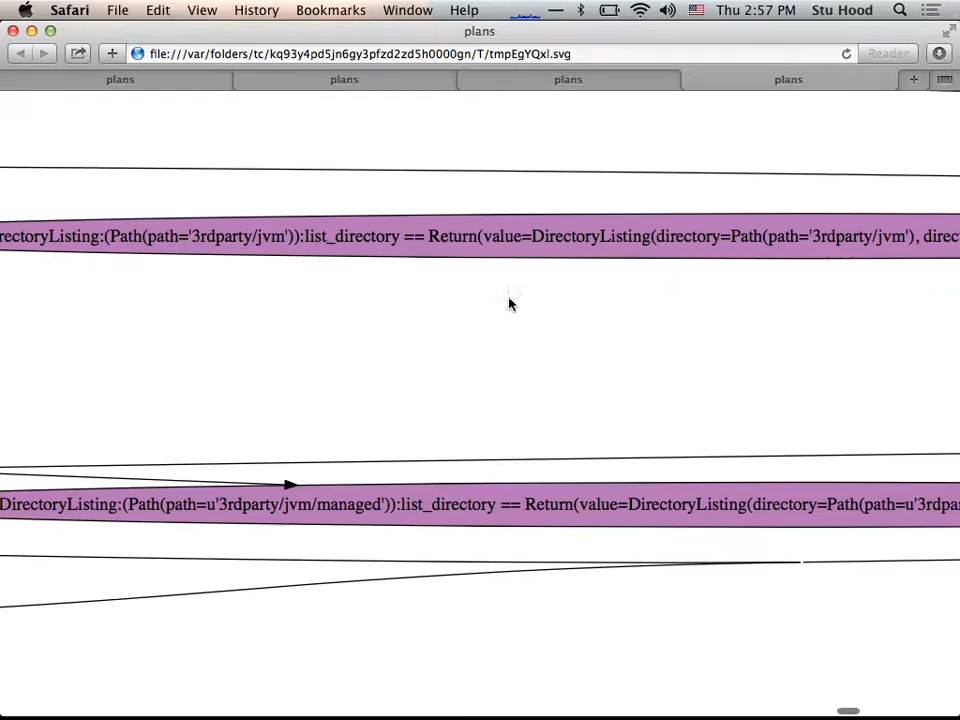 Safari File Edit View History Bookmarks Window Help Thu 2:57 PM Stu Hood
plans
file:///var/folders/tc/kq93y4pd5jn6gy3pfzd2zd5h0000gn/T/tmpEgYQxl.svg Reader
plans plans plans plans
rectoryListing:(Path(path='3rdparty/jvm')):list_directory == Return(value=DirectoryListing(directory=Path(path='3rdparty/jvm'), direc
DirectoryListing:(Path(path=u'3rdparty/jvm/managed')):list_directory == Return(value=DirectoryListing(directory=Path(path=u'3rdpa